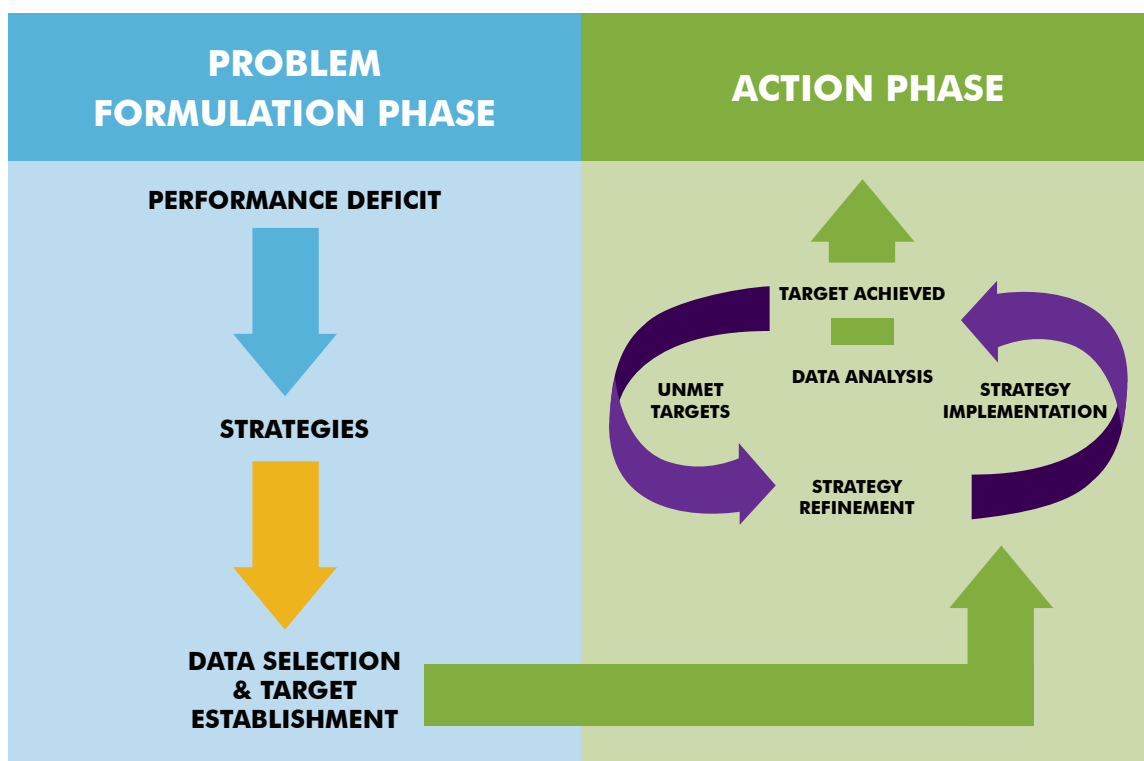 PROBLEM
FORMULATION PHASE
ACTION PHASE
PERFORMANCE DEFICIT
STRATEGIES
DATA SELECTION
& TARGET
ESTABLISHMENT
TARGET ACHIEVED
DATA ANALYSIS
UNMET
TARGETS
STRATEGY
IMPLEMENTATION
STRATEGY
REFINEMENT